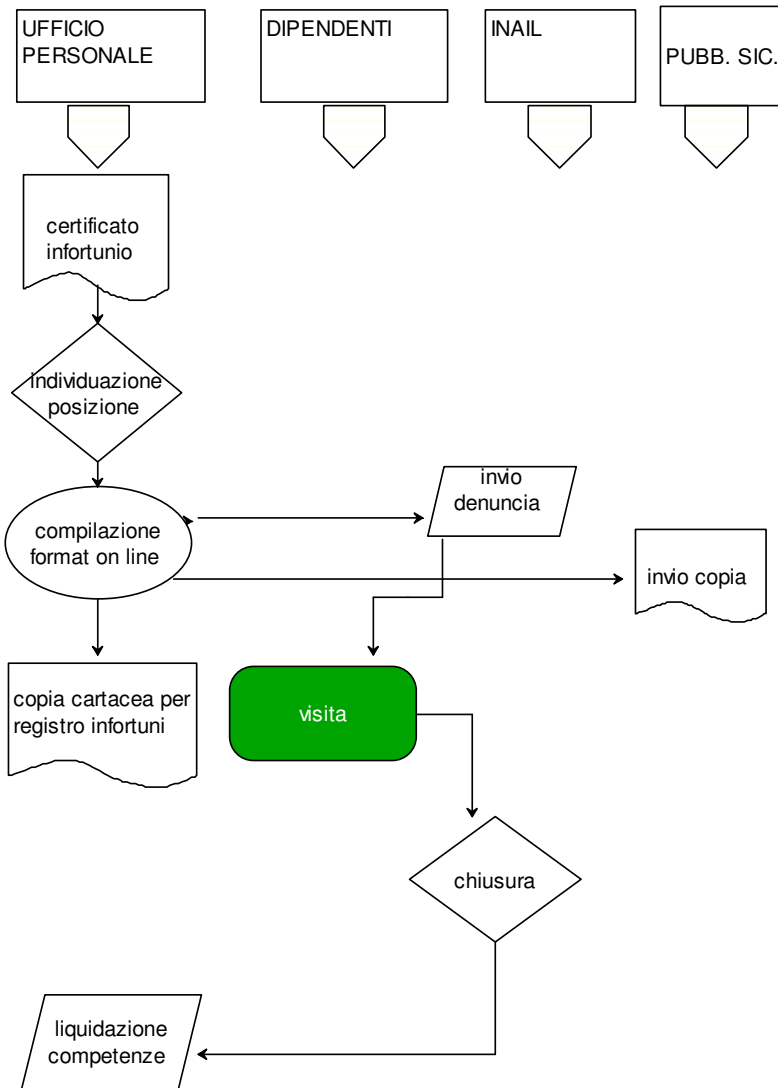 UFFICIO
PERSONALE
DIPENDENTI
INAIL
PUBB. SIC.
certificato
infortunio
individuazione
posizione
compilazione
format on line
invio
denuncia
invio copia
copia cartacea per
registro infortuni
visita
chiusura
liquidazione
competenze